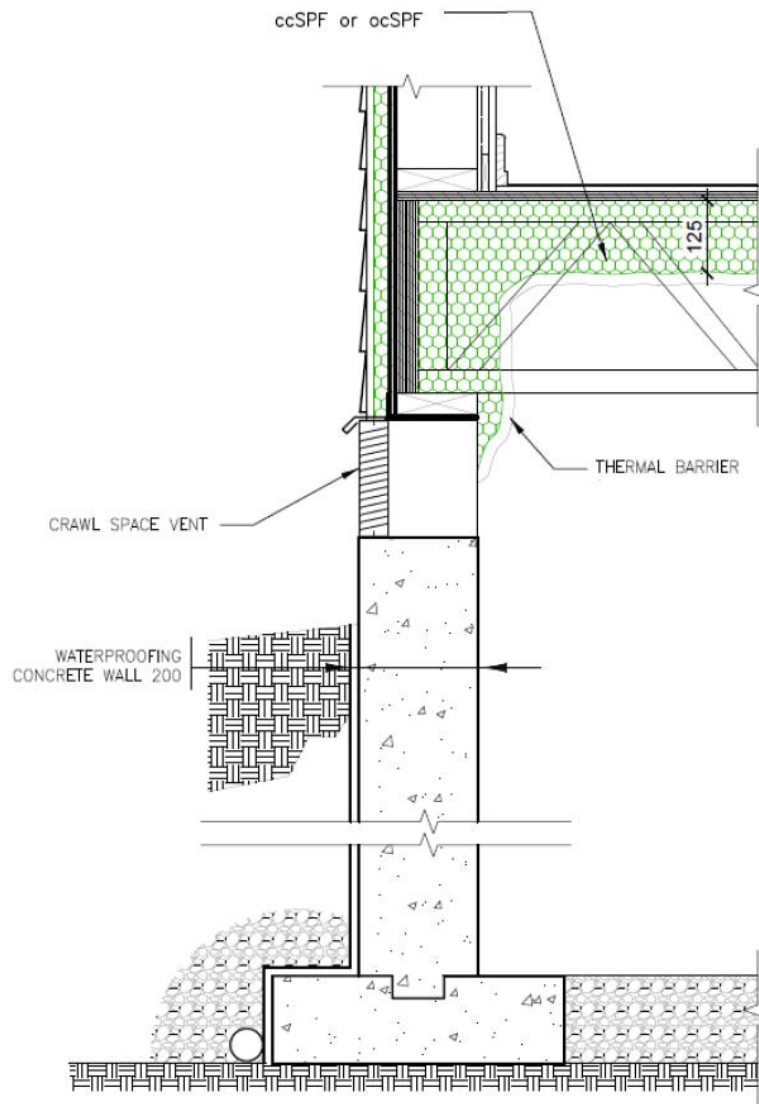 ccSPF or ocSPF
125
THERMAL BARRIER
CRAWL SPACE VENT
WATERPROOFING
CONCRETE WALL 200